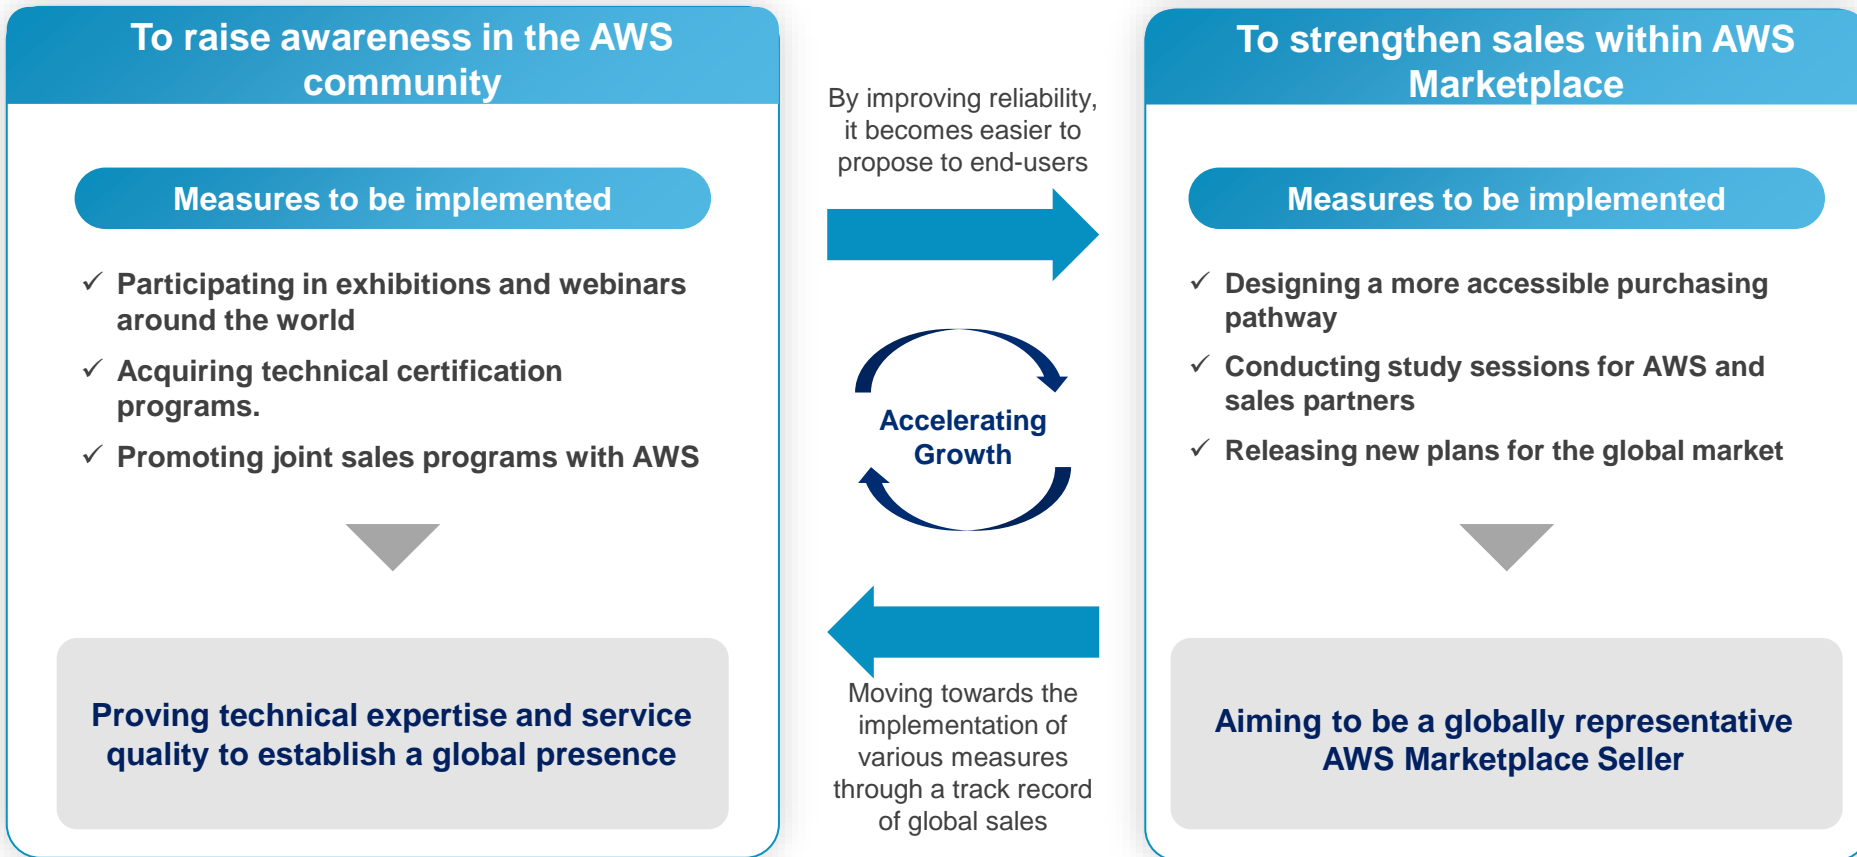 To raise awareness in the AWS
community
Measures to be implemented
✓ Participating in exhibitions and webinars
around the world
✓ Acquiring technical certification
programs.
✓ Promoting joint sales programs with AWS
Proving technical expertise and service
quality to establish a global presence
By improving reliability,
it becomes easier to
propose to end-users
Accelerating
Growth
Moving towards the
implementation of
various measures
through a track record
of global sales
To strengthen sales within AWS
Marketplace
Measures to be implemented
✓ Designing a more accessible purchasing
pathway
✓ Conducting study sessions for AWS and
sales partners
✓ Releasing new plans for the global market
Aiming to be a globally representative
AWS Marketplace Seller